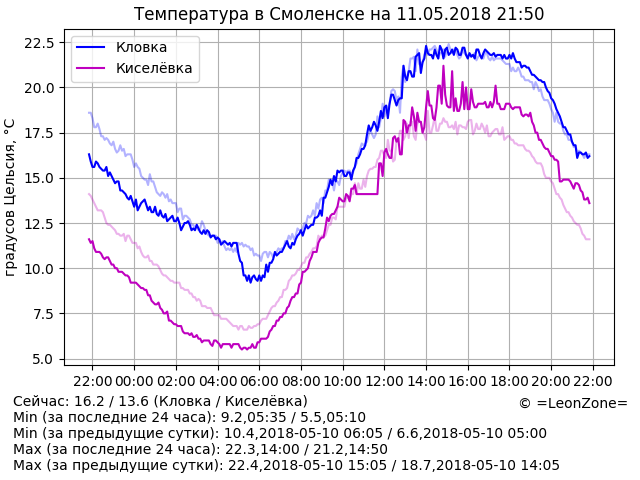 Температура в Смоленске на 11.05.2018 21:50
Кловка
Киселёвка
градусов Цельсия, °C
22.5
20.0
17.5
15.0
12.5
10.0
7.5
5.0
22:00 00:00 02:00 04:00 06:00 08:00 10:00 12:00 14:00 16:00 18:00 20:00 22:00
Сейчас: 16.2 / 13.6 (Кловка / Киселёвка)
© =LeonZone=
Min (за последние 24 часа): 9.2,05:35 / 5.5,05:10
Min (за предыдущие сутки): 10.4,2018-05-10 06:05 / 6.6,2018-05-10 05:00
Max (за последние 24 часа): 22.3,14:00 / 21.2,14:50
Max (за предыдущие сутки): 22.4,2018-05-10 15:05 / 18.7,2018-05-10 14:05